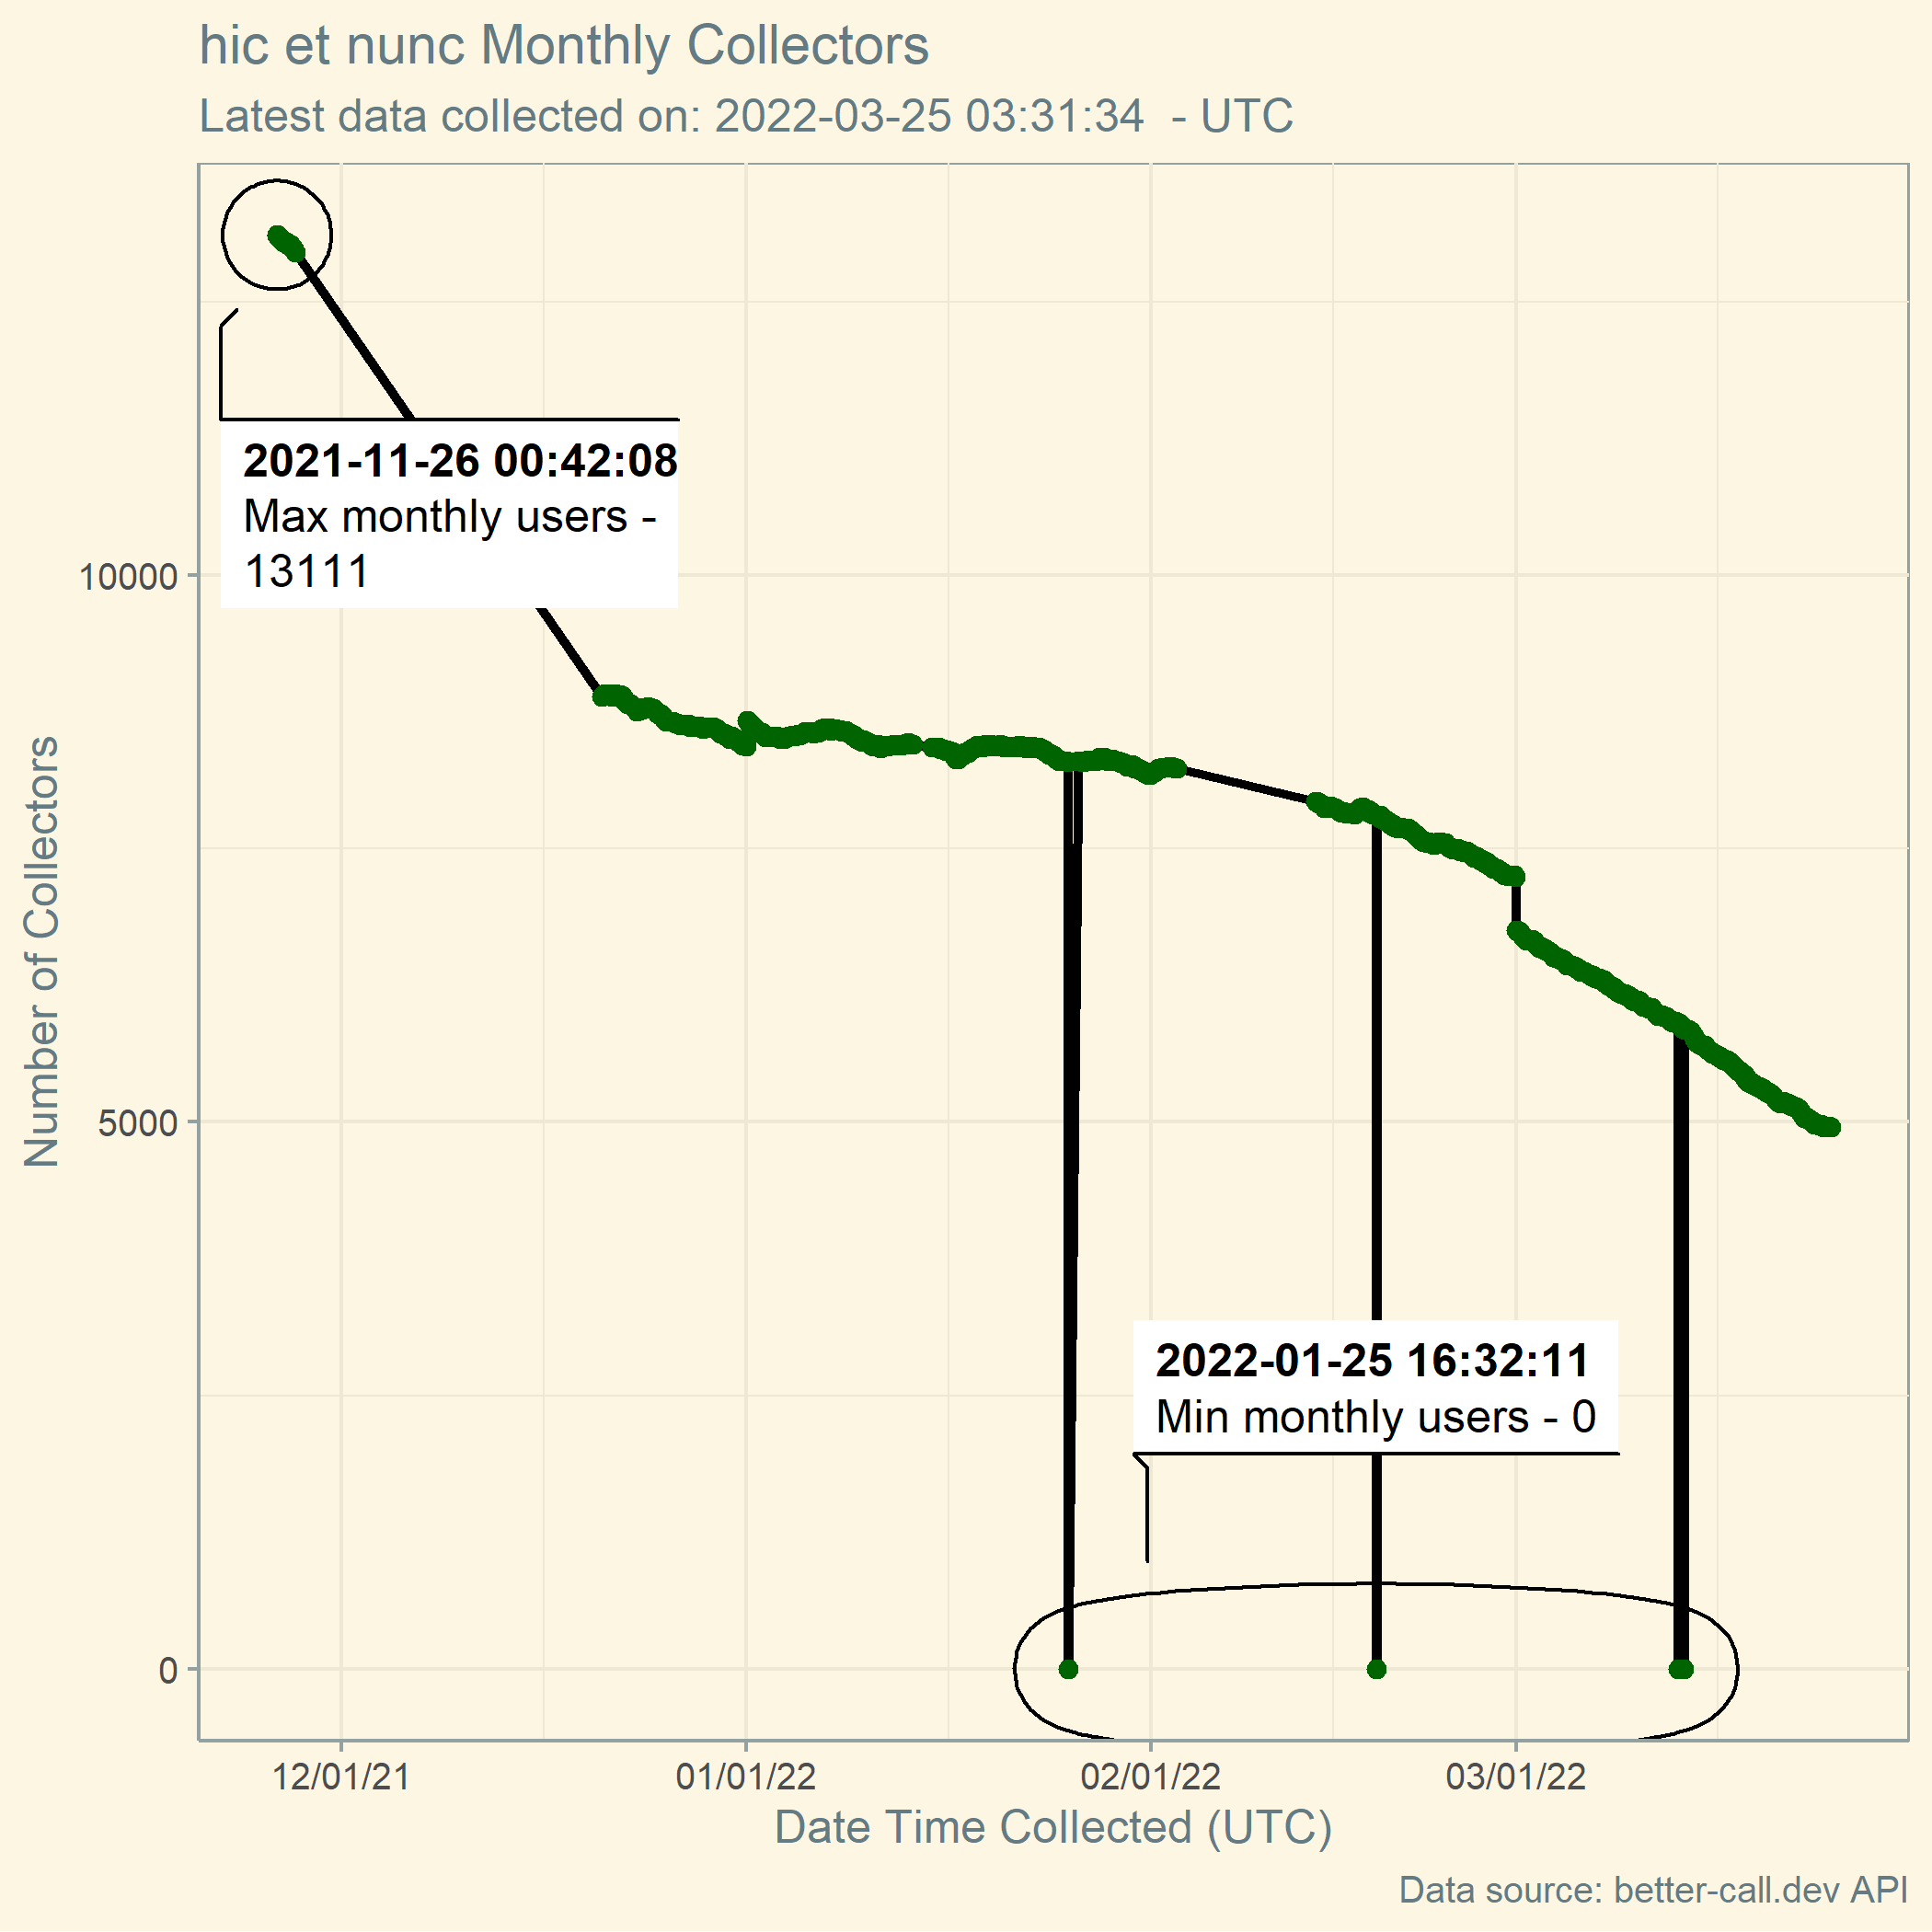 hic et nunc Monthly Collectors
Latest data collected on: 2022-03-25 03:31:34  - UTC
2021-11-26 00:42:08
Max monthly users -
13111
10000
5000
0
Number of Collectors
2022-01-25 16:32:11
Min monthly users - 0
12/01/21
01/01/22
02/01/22
03/01/22
Date Time Collected (UTC)
Data source: better-call.dev API